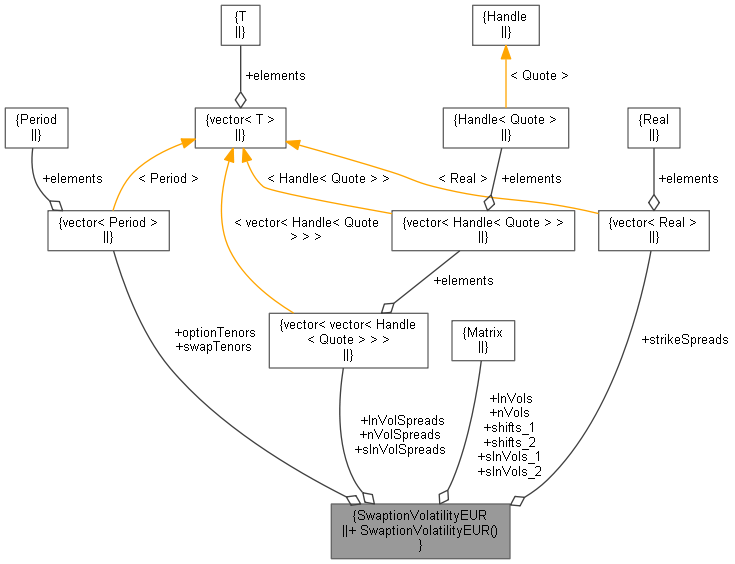 {T
||}
{Handle
||}
+elements
< Quote >
{Period
||}
{vector< T >
||}
{Handle< Quote >
||}
{Real
||}
+elements
< Period >
< Handle< Quote > >
< Real >
+elements
+elements
{vector< Period >
||}
< vector< Handle< Quote
> > >
{vector< Handle< Quote > >
||}
{vector< Real >
||}
+elements
+optionTenors
+swapTenors
{vector< vector< Handle
< Quote > > >
||}
{Matrix
||}
+strikeSpreads
+lnVolSpreads
+nVolSpreads
+slnVolSpreads
+lnVols
+nVols
+shifts_1
+shifts_2
+slnVols_1
+slnVols_2
{SwaptionVolatilityEUR
||+ SwaptionVolatilityEUR()
}